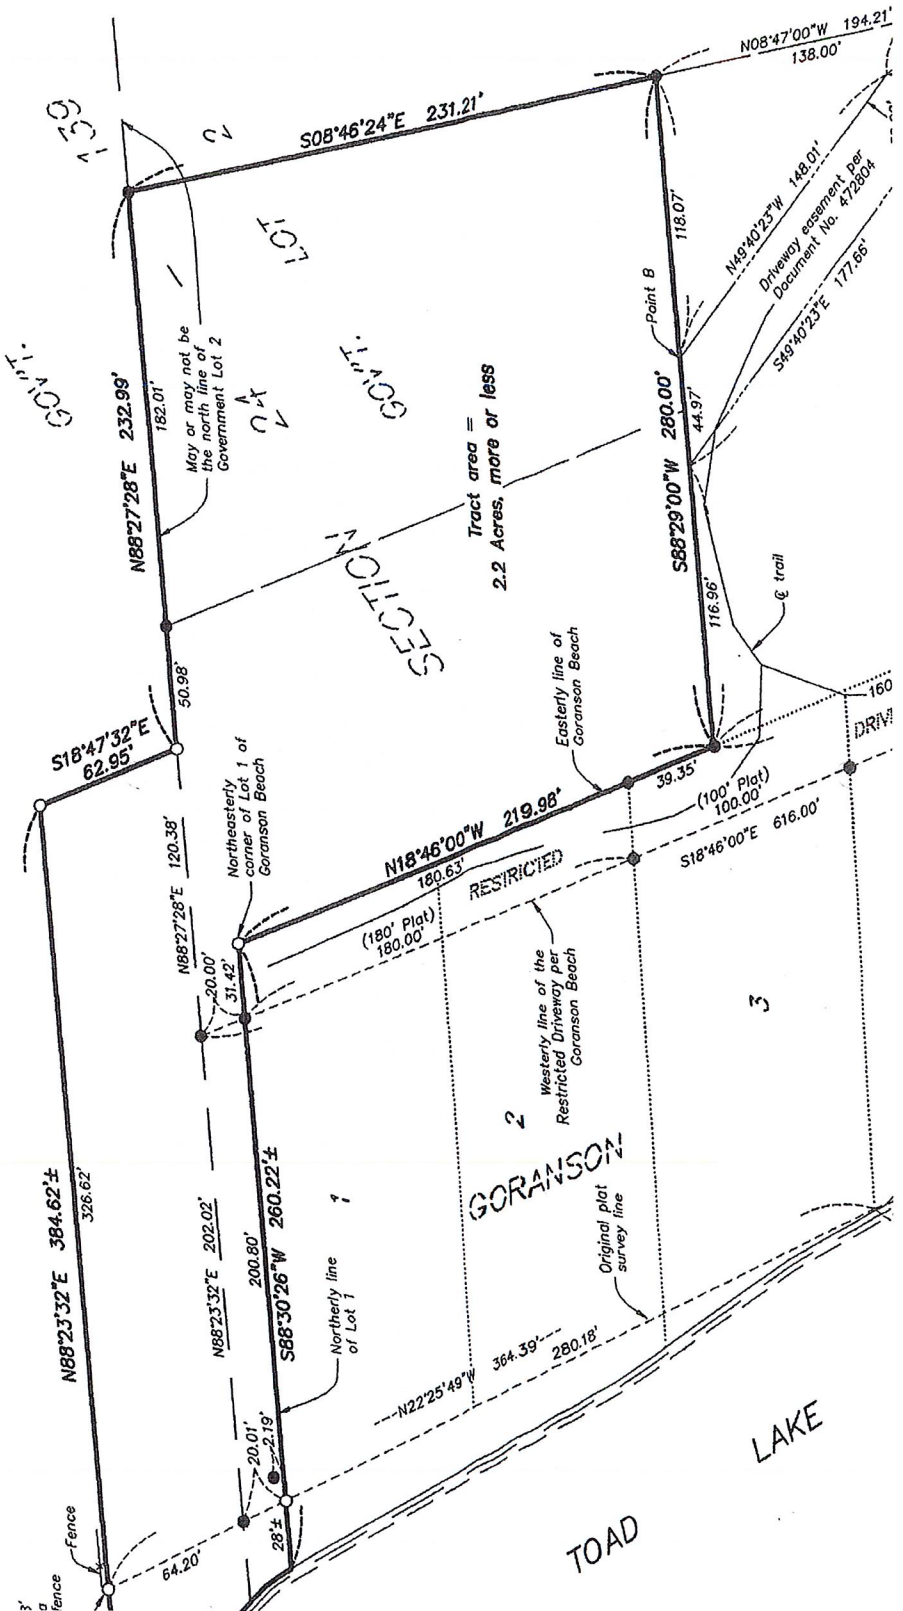 N08°47'00"W 194.21'
138.00'
139
2
S08°46'24"E 231.21'
LOT
GOV'T.
N88°27'28"E 232.99'
182.01'
May or may not be
the north line of
Government Lot 2
GOV'T.
118.07'
Point B
N49°40'23"W 148.01'
Driveway easement per
Document No. 472804
S49°40'23"E 177.66'
Tract area =
2.2 Acres, more or less
S88°29'00"W 280.00'
44.97'
116.96'
SECTION
℄ trail
50.98'
S18°47'32"E
62.95'
Easterly line of
Goranson Beach
Northeasterly
corner of Lot 1 of
Goranson Beach
N88°27'28"E 120.38'
20.00'
31.42'
N18°46'00"W 219.98'
180.63'
39.35'
(100' Plat)
100.00'
RESTRICTED
(180' Plat)
180.00'
S18°46'00"E 616.00'
160
DRIV
Westerly line of the
Restricted Driveway per
Goranson Beach
3
2
1
GORANSON
N88°23'32"E 384.62'±
326.62'
N88°23'32"E 202.02'
200.80'
S88°30'26"W 260.22'±
Northerly line
of Lot 1
Original plat
survey line
N22°25'49"W 364.39'
280.18'
20.01'
2.19'
28'±
64.20'
Fence
fence
TOAD
LAKE